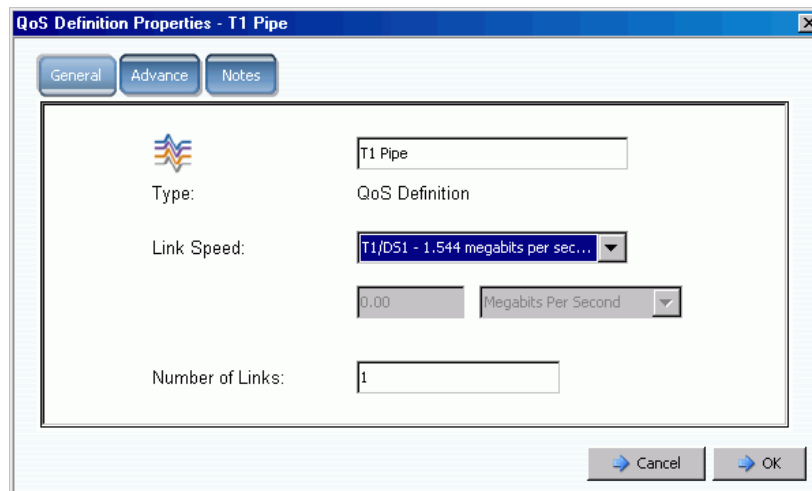 QoS Definition Properties - T1 Pipe
General Advance Notes
T1 Pipe
Type: QoS Definition
Link Speed: T1/DS1 - 1.544 megabits per sec...
0.00 Megabits Per Second
Number of Links: 1
Cancel OK